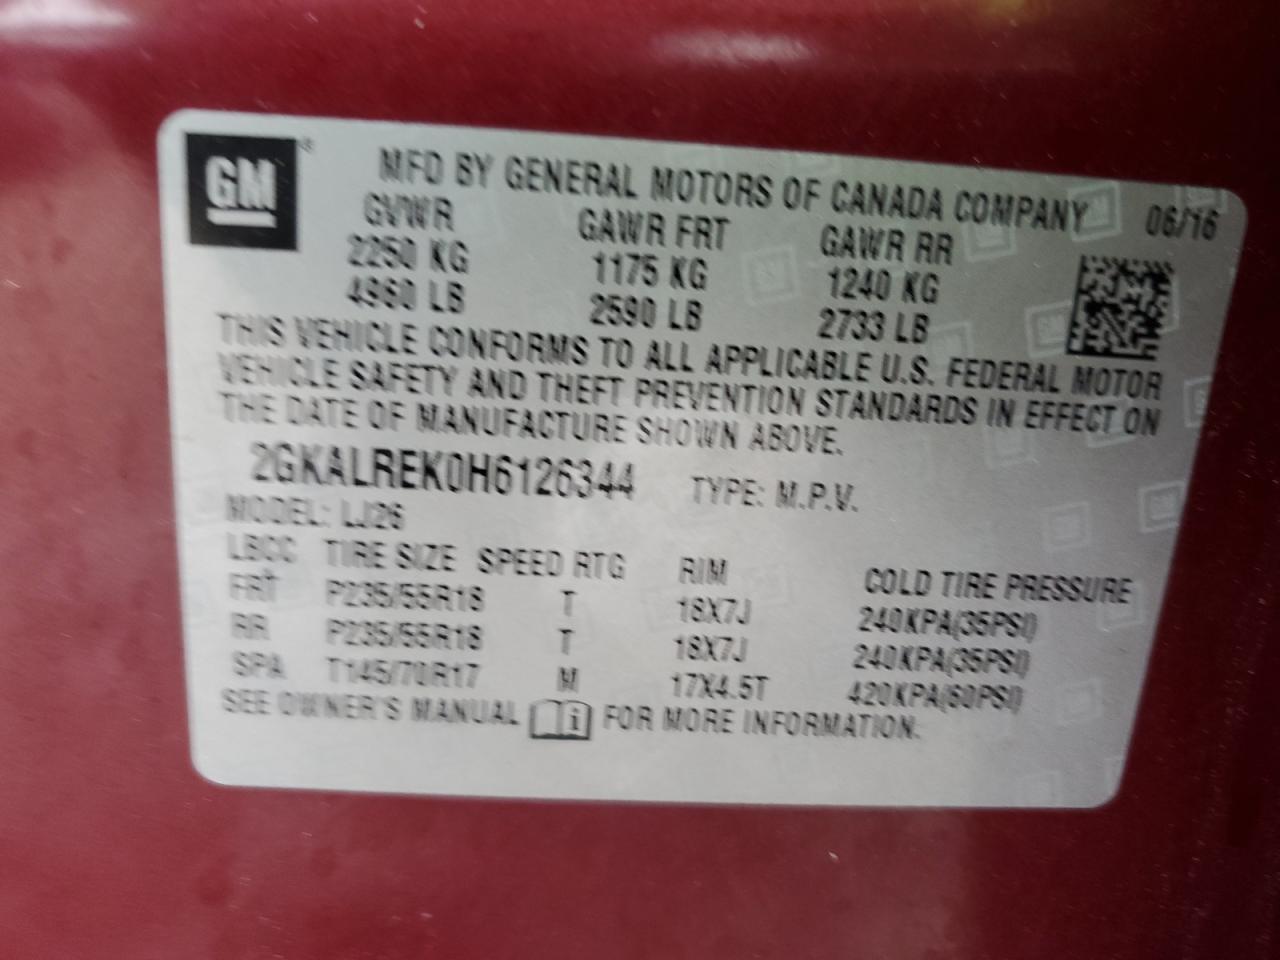 GM
MFD BY GENERAL MOTORS OF CANADA COMPANY 06/16
GVWR GAWR FRT GAWR RR
2250 KG 1175 KG 1240 KG
4960 LB 2590 LB 2733 LB
THIS VEHICLE CONFORMS TO ALL APPLICABLE U.S. FEDERAL MOTOR
VEHICLE SAFETY AND THEFT PREVENTION STANDARDS IN EFFECT ON
THE DATE OF MANUFACTURE SHOWN ABOVE.
2GKALREK0H6126344 TYPE: M.P.V.
MODEL: LJ26
LBCC TIRE SIZE SPEED RTG RIM COLD TIRE PRESSURE
FRT P235/55R18 T 18X7J 240KPA(35PSI)
RR P235/55R18 T 18X7J 240KPA(35PSI)
SPA T145/70R17 M 17X4.5T 420KPA(60PSI)
SEE OWNER'S MANUAL FOR MORE INFORMATION.